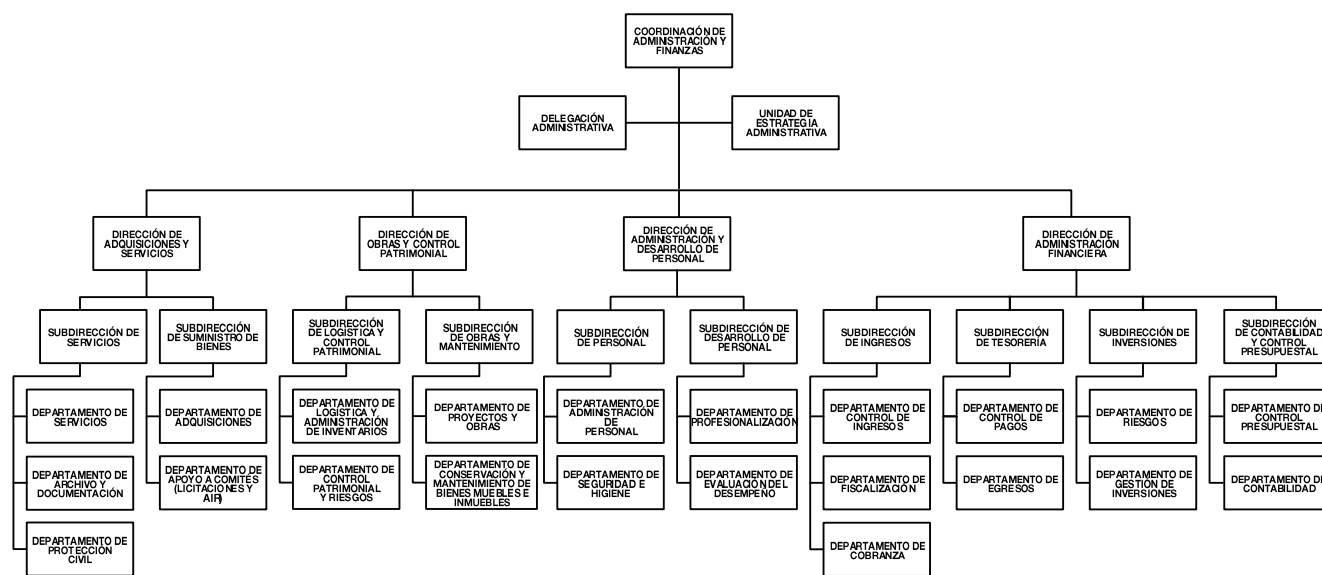 COORDINACIÓN DE
ADMINISTRACIÓN Y
FINANZAS
DELEGACIÓN
ADMINISTRATIVA
UNIDAD DE
ESTRATEGIA
ADMINISTRATIVA
DIRECCIÓN DE
ADQUISICIONES Y
SERVICIOS
DIRECCIÓN DE
OBRAS Y CONTROL
PATRIMONIAL
DIRECCIÓN DE
ADMINISTRACIÓN Y
DESARROLLO DE
PERSONAL
DIRECCIÓN DE
ADMINISTRACIÓN
FINANCIERA
SUBDIRECCIÓN DE
SERVICIOS
SUBDIRECCIÓN
DE SUMINISTRO DE
BIENES
SUBDIRECCIÓN
DE LOGÍSTICA Y
CONTROL
PATRIMONIAL
SUBDIRECCIÓN
DE OBRAS Y
MANTENIMIENTO
SUBDIRECCIÓN
DE PERSONAL
SUBDIRECCIÓN DE
DESARROLLO DE
PERSONAL
SUBDIRECCIÓN
DE INGRESOS
SUBDIRECCIÓN
DE TESORERÍA
SUBDIRECCIÓN DE
INVERSIONES
SUBDIRECCIÓN
DE CONTABILIDAD
Y CONTROL
PRESUPUESTAL
DEPARTAMENTO DE
SERVICIOS
DEPARTAMENTO DE
ADQUISICIONES
DEPARTAMENTO DE
LOGÍSTICA Y
ADMINISTRACIÓN
DE INVENTARIOS
DEPARTAMENTO DE
PROYECTOS Y
OBRAS
DEPARTAMENTO DE
ADMINISTRACIÓN
DE
PERSONAL
DEPARTAMENTO DE
PROFESIONALIZACIÓN
DEPARTAMENTO DE
CONTROL DE
INGRESOS
DEPARTAMENTO DE
CONTROL DE
PAGOS
DEPARTAMENTO DE
RIESGOS
DEPARTAMENTO DE
CONTROL
PRESUPUESTAL
DEPARTAMENTO DE
ARCHIVO Y
DOCUMENTACIÓN
DEPARTAMENTO DE
APOYO A COMITÉS
(LICITACIONES Y
AIR)
DEPARTAMENTO DE
CONTROL
PATRIMONIAL
Y RIESGOS
DEPARTAMENTO DE
CONSERVACIÓN Y
MANTENIMIENTO DE
BIENES MUEBLES E
INMUEBLES
DEPARTAMENTO DE
SEGURIDAD E
HIGIENE
DEPARTAMENTO DE
EVALUACIÓN DEL
DESEMPEÑO
DEPARTAMENTO DE
FISCALIZACIÓN
DEPARTAMENTO DE
EGRESOS
DEPARTAMENTO DE
GESTIÓN DE
INVERSIONES
DEPARTAMENTO DE
CONTABILIDAD
DEPARTAMENTO DE
PROTECCIÓN
CIVIL
DEPARTAMENTO DE
COBRANZA